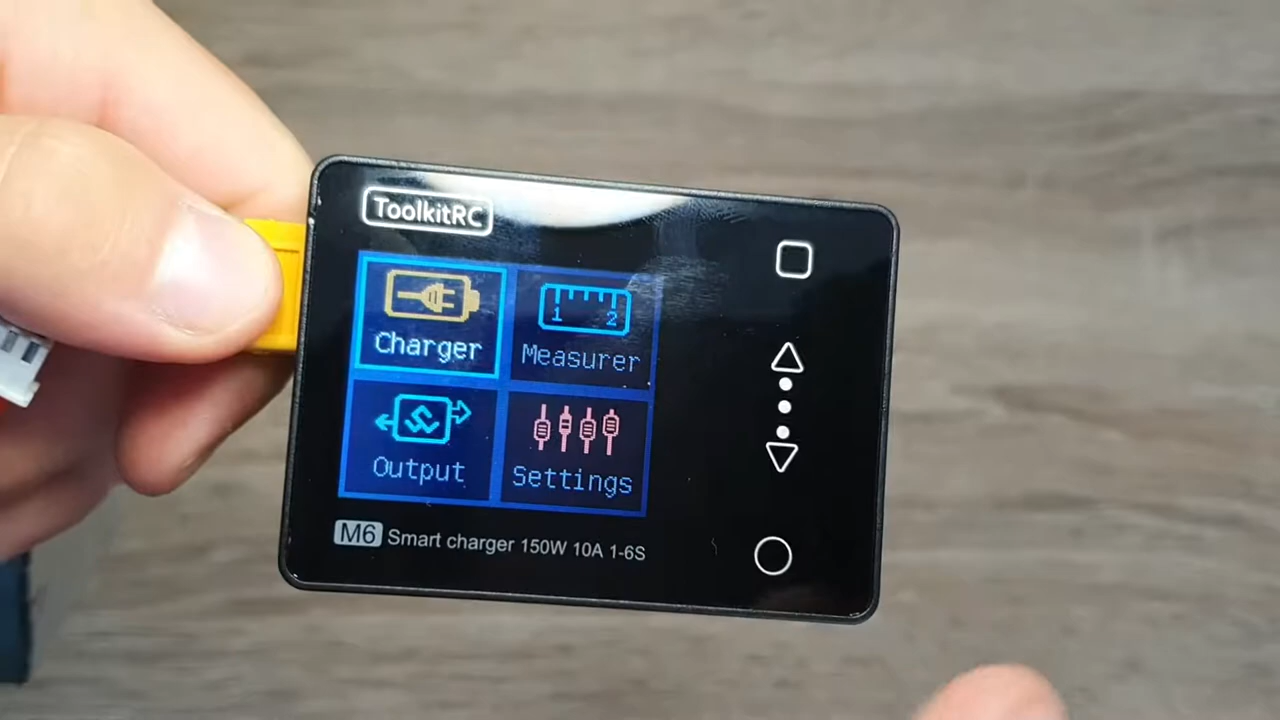 ToolkitRC
Charger
1 2
Measurer
Output
Settings
M6 Smart charger 150W 10A 1-6S